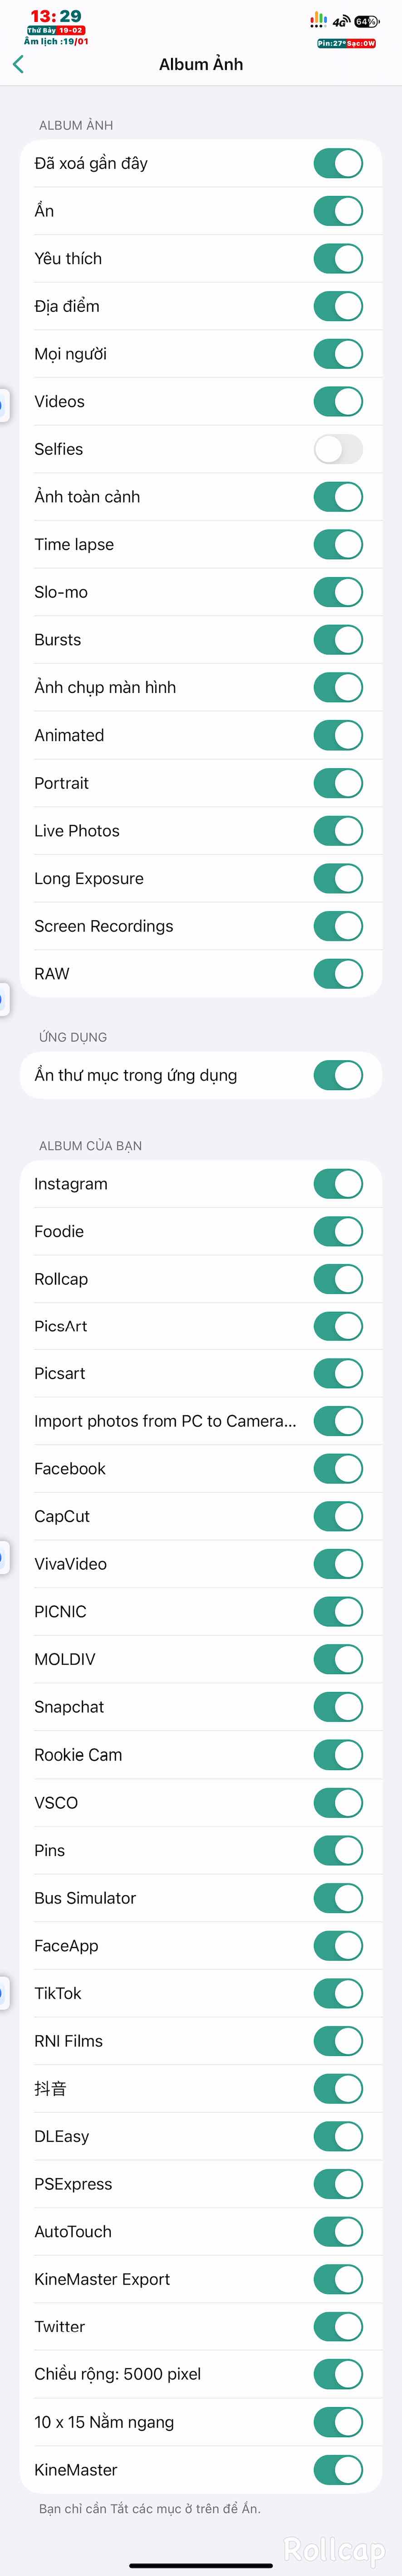 13: 29
Thứ Bảy 19-02
Âm lịch :19/01
4G
64%
Pin:27° Sạc:0W
Album Ảnh
ALBUM ẢNH
Đã xoá gần đây
Ẩn
Yêu thích
Địa điểm
Mọi người
Videos
Selfies
Ảnh toàn cảnh
Time lapse
Slo-mo
Bursts
Ảnh chụp màn hình
Animated
Portrait
Live Photos
Long Exposure
Screen Recordings
RAW
ỨNG DỤNG
Ẩn thư mục trong ứng dụng
ALBUM CỦA BẠN
Instagram
Foodie
Rollcap
PicsΛrt
Picsart
Import photos from PC to Camera...
Facebook
CapCut
VivaVideo
PICNIC
MOLDIV
Snapchat
Rookie Cam
VSCO
Pins
Bus Simulator
FaceApp
TikTok
RNI Films
抖音
DLEasy
PSExpress
AutoTouch
KineMaster Export
Twitter
Chiều rộng: 5000 pixel
10 x 15 Nằm ngang
KineMaster
Bạn chỉ cần Tắt các mục ở trên để Ẩn.
Rollcap